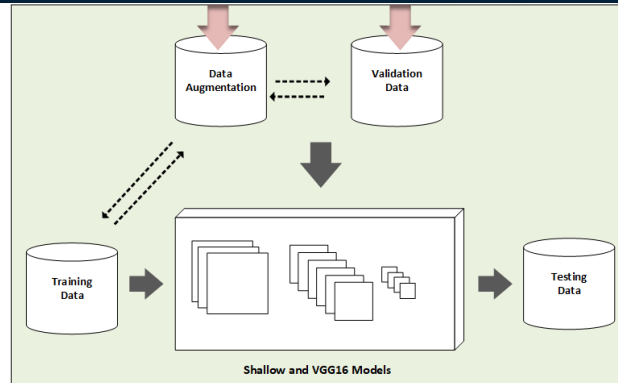 Data
Augmentation
Validation
Data
Training
Data
Testing
Data
Shallow and VGG16 Models